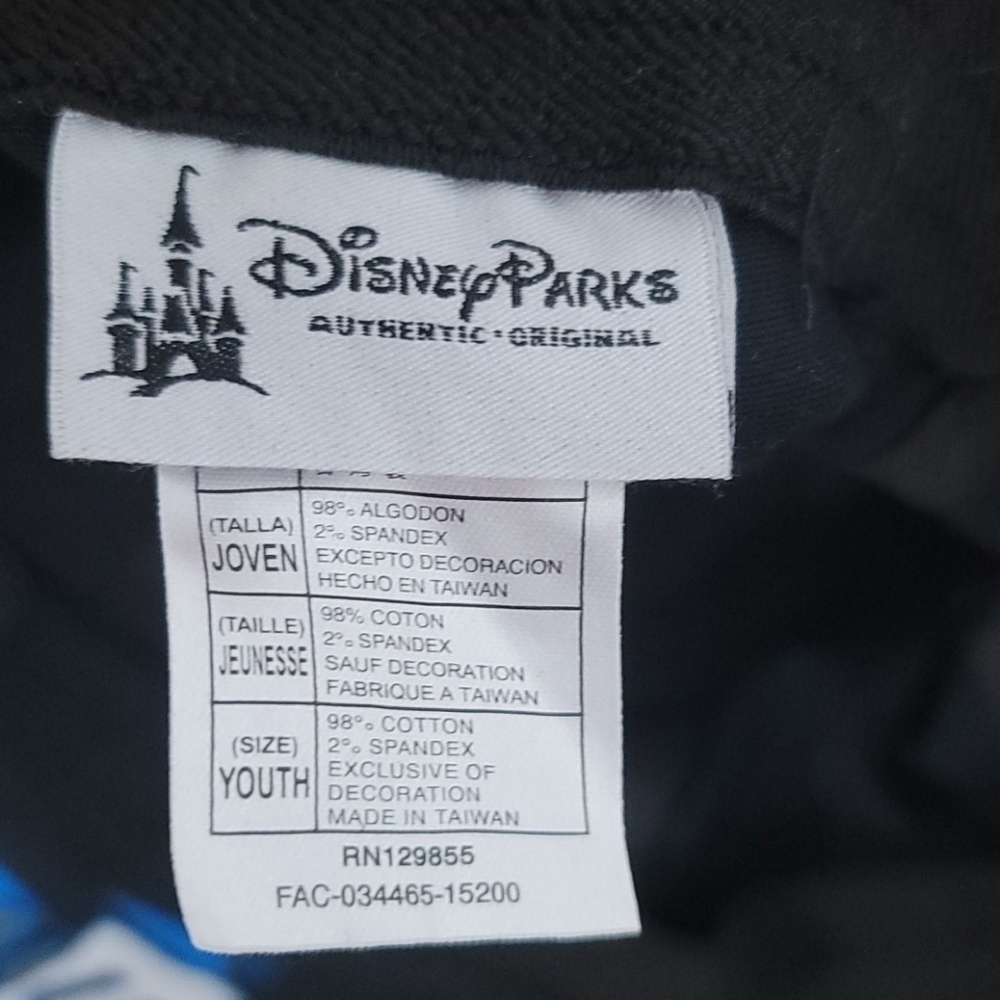 DISNEY PARKS
AUTHENTIC • ORIGINAL
(TALLA)
JOVEN
98% ALGODON
2% SPANDEX
EXCEPTO DECORACION
HECHO EN TAIWAN
(TAILLE)
JEUNESSE
98% COTON
2% SPANDEX
SAUF DECORATION
FABRIQUE A TAIWAN
(SIZE)
YOUTH
98% COTTON
2% SPANDEX
EXCLUSIVE OF
DECORATION
MADE IN TAIWAN
RN129855
FAC-034465-15200